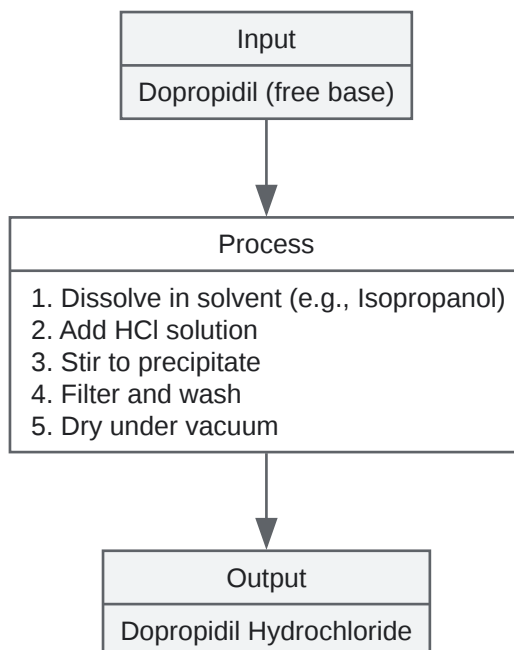 Input
Dopropidil (free base)
Process
1. Dissolve in solvent (e.g., Isopropanol)
2. Add HCl solution
3. Stir to precipitate
4. Filter and wash
5. Dry under vacuum
Output
Dopropidil Hydrochloride